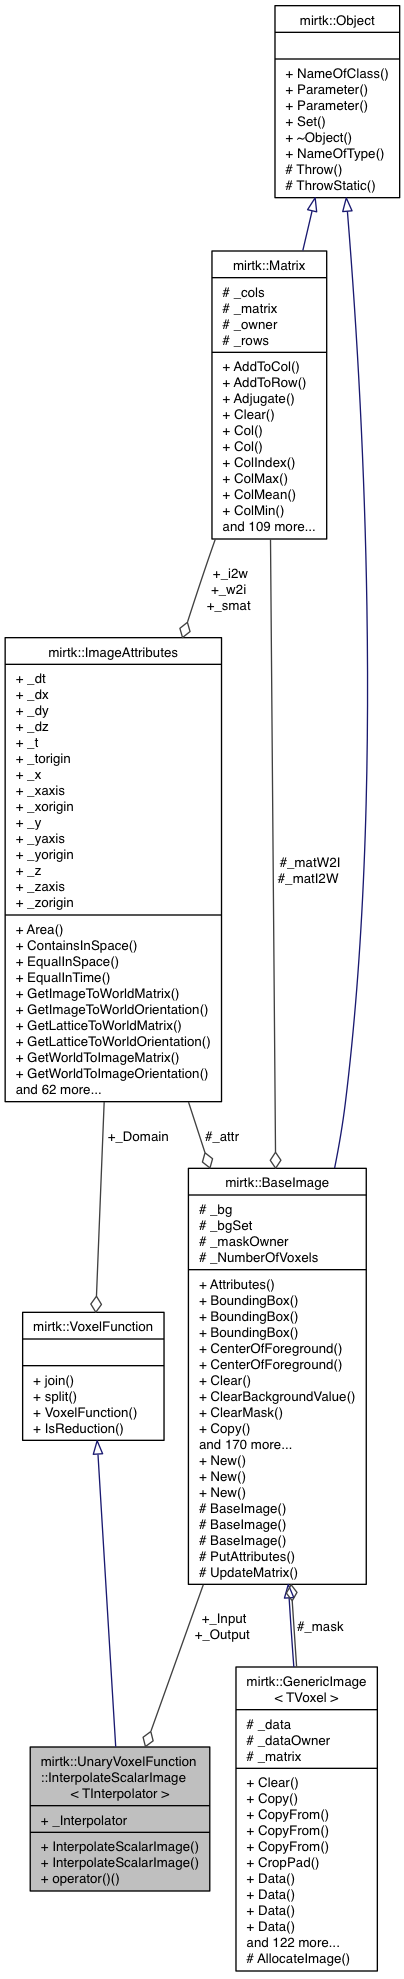 mirtk::Object
+ NameOfClass()
+ Parameter()
+ Parameter()
+ Set()
+ ~Object()
+ NameOfType()
# Throw()
# ThrowStatic()
mirtk::Matrix
# _cols
# _matrix
# _owner
# _rows
+ AddToCol()
+ AddToRow()
+ Adjugate()
+ Clear()
+ Col()
+ Col()
+ ColIndex()
+ ColMax()
+ ColMean()
+ ColMin()
and 109 more...
+_i2w
+_w2i
+_smat
mirtk::ImageAttributes
+ _dt
+ _dx
+ _dy
+ _dz
+ _t
+ _torigin
+ _x
+ _xaxis
+ _xorigin
+ _y
+ _yaxis
+ _yorigin
+ _z
+ _zaxis
+ _zorigin
+ Area()
+ ContainsInSpace()
+ EqualInSpace()
+ EqualInTime()
+ GetImageToWorldMatrix()
+ GetImageToWorldOrientation()
+ GetLatticeToWorldMatrix()
+ GetLatticeToWorldOrientation()
+ GetWorldToImageMatrix()
+ GetWorldToImageOrientation()
and 62 more...
#_matW2I
#_matI2W
+_Domain
#_attr
mirtk::BaseImage
# _bg
# _bgSet
# _maskOwner
# _NumberOfVoxels
+ Attributes()
+ BoundingBox()
+ BoundingBox()
+ BoundingBox()
+ CenterOfForeground()
+ CenterOfForeground()
+ Clear()
+ ClearBackgroundValue()
+ ClearMask()
+ Copy()
and 170 more...
+ New()
+ New()
+ New()
# BaseImage()
# BaseImage()
# BaseImage()
# PutAttributes()
# UpdateMatrix()
mirtk::VoxelFunction
+ join()
+ split()
+ VoxelFunction()
+ IsReduction()
+_Input
+_Output
#_mask
mirtk::GenericImage
< TVoxel >
# _data
# _dataOwner
# _matrix
+ Clear()
+ Copy()
+ CopyFrom()
+ CopyFrom()
+ CopyFrom()
+ CropPad()
+ Data()
+ Data()
+ Data()
+ Data()
and 122 more...
# AllocateImage()
mirtk::UnaryVoxelFunction
::InterpolateScalarImage
< TInterpolator >
+ _Interpolator
+ InterpolateScalarImage()
+ InterpolateScalarImage()
+ operator()()